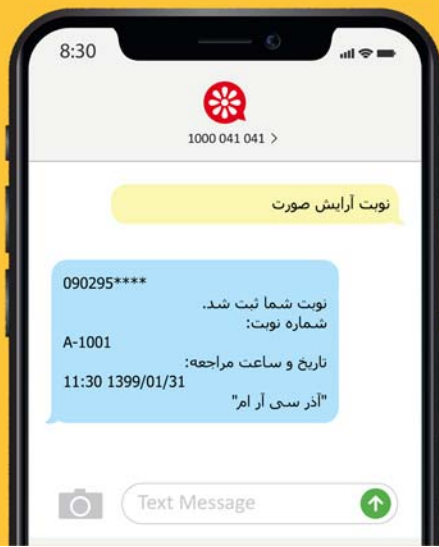 8:30
1000 041 041 >
نوبت آرایش صورت
090295****
نوبت شما ثبت شد.
شماره نوبت:
A-1001
تاریخ و ساعت مراجعه:
11:30 1399/01/31
"آذر سی آر ام"
Text Message